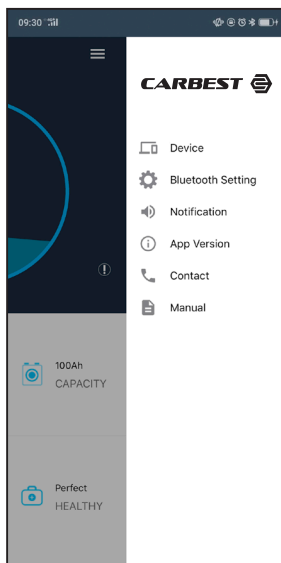 09:30
CARBEST
Device
Bluetooth Setting
Notification
App Version
Contact
Manual
100Ah
CAPACITY
Perfect
HEALTHY